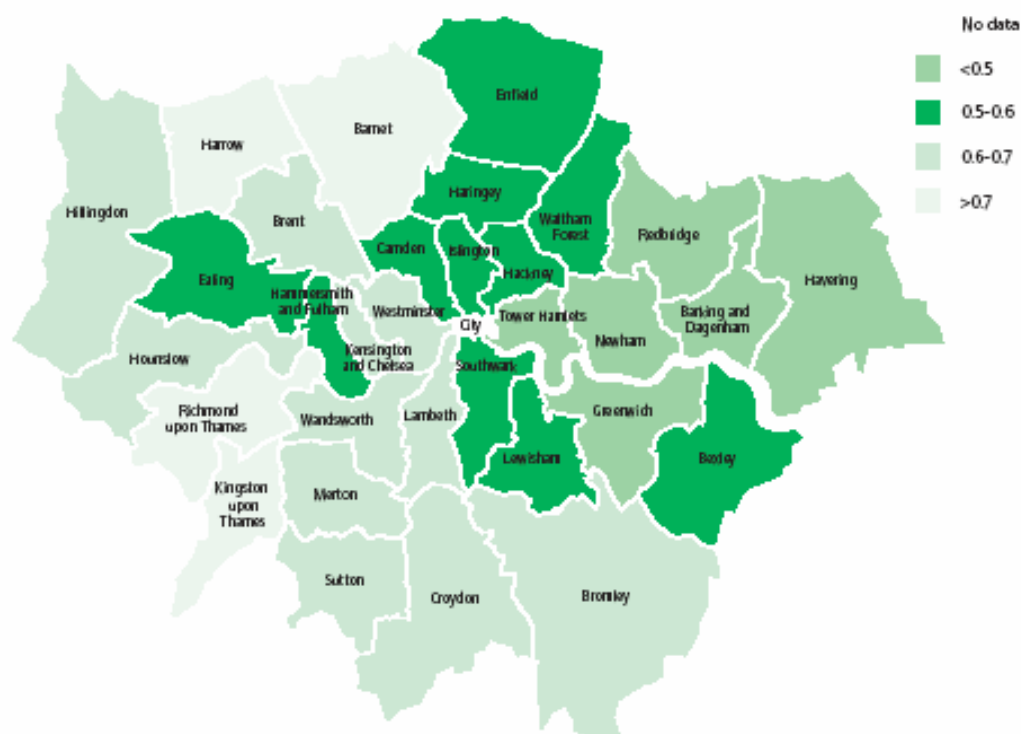 No data
<0.5
0.5-0.6
0.6-0.7
>0.7
Enfield
Barnet
Harrow
Haringey
Hillingdon
Brent
Waltham
Forest
Redbridge
Camden
Islington
Hackney
Havering
Ealing
Hammersmith
and Fulham
Westminster
City
Tower Hamlets
Barking and
Dagenham
Newham
Hounslow
Kensington
and Chelsea
Southwark
Richmond
upon Thames
Wandsworth
Lambeth
Greenwich
Lewisham
Bexley
Kingston
upon
Thames
Merton
Sutton
Croydon
Bromley